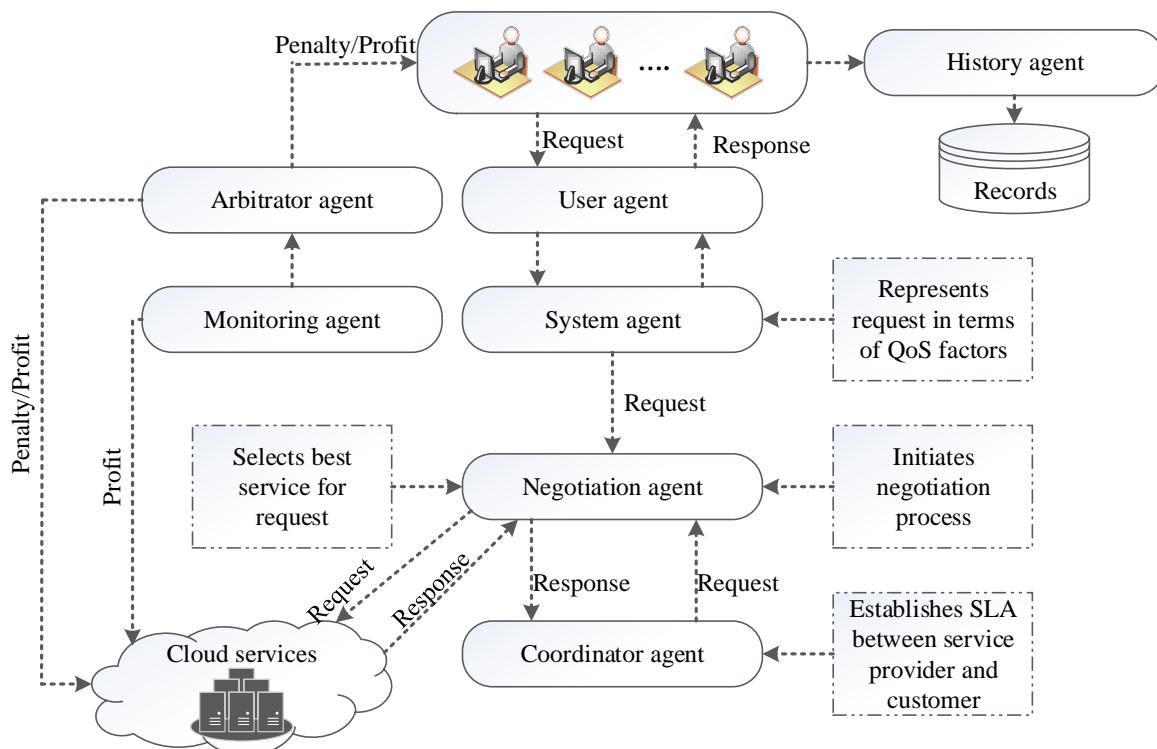 Penalty/Profit
....
History agent
Request
Response
Records
Arbitrator agent
User agent
Monitoring agent
System agent
Represents
request in terms
of QoS factors
Penalty/Profit
Profit
Request
Selects best
service for
request
Negotiation agent
Initiates
negotiation
process
Request
Response
Response
Request
Cloud services
Coordinator agent
Establishes SLA
between service
provider and
customer